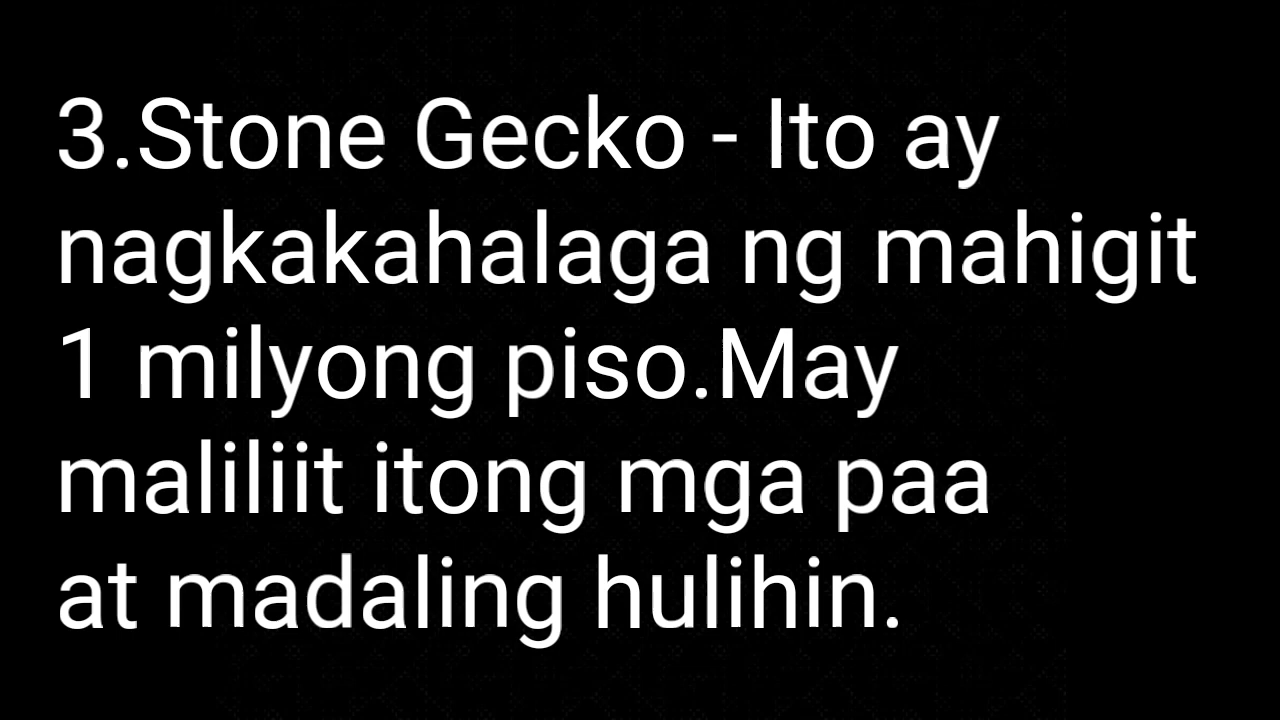 3.Stone Gecko - Ito ay
nagkakahalaga ng mahigit
1 milyong piso.May
maliliit itong mga paa
at madaling hulihin.